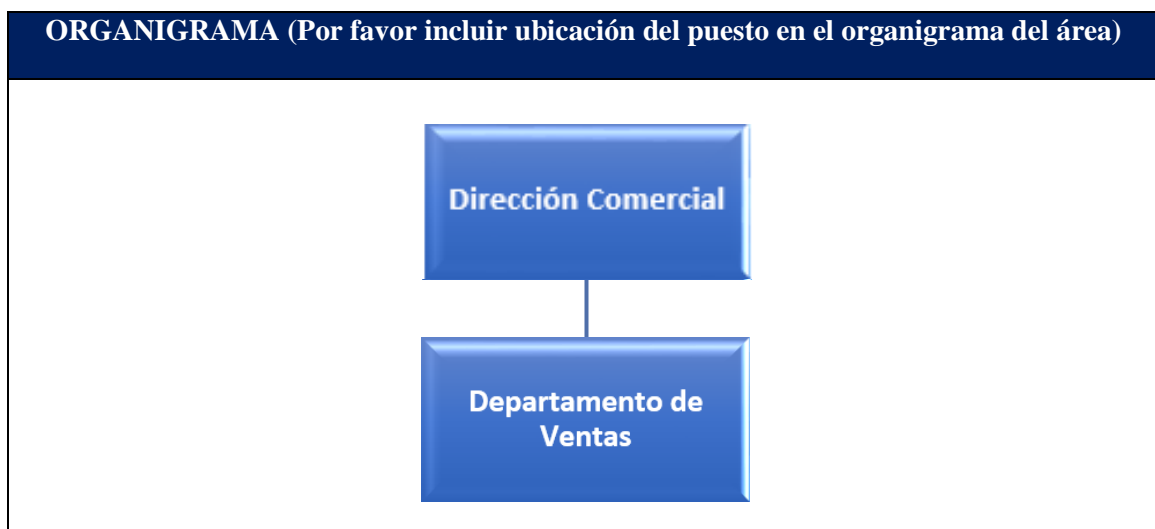 ORGANIGRAMA (Por favor incluir ubicación del puesto en el organigrama del área)
Dirección Comercial
Departamento de
Ventas